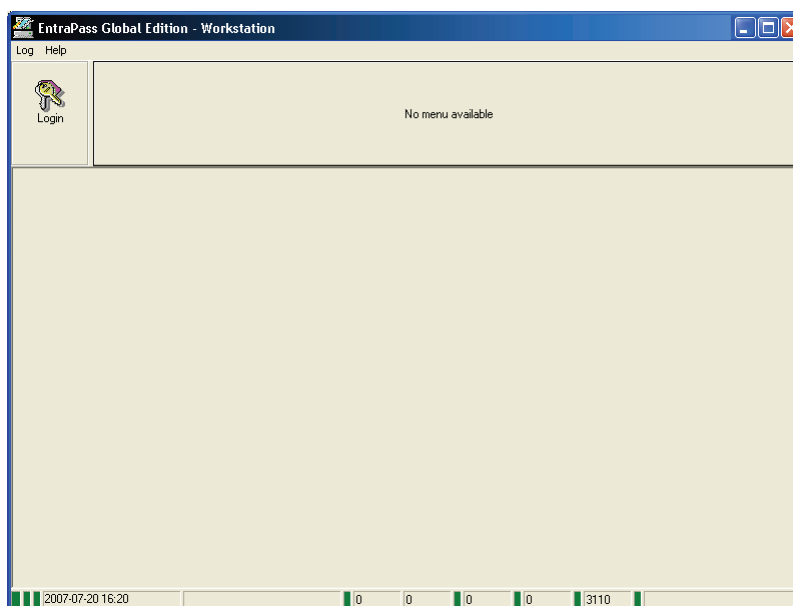 EntraPass Global Edition - Workstation
Log Help
Login
No menu available
2007-07-20 16:20 0 0 0 0 3110